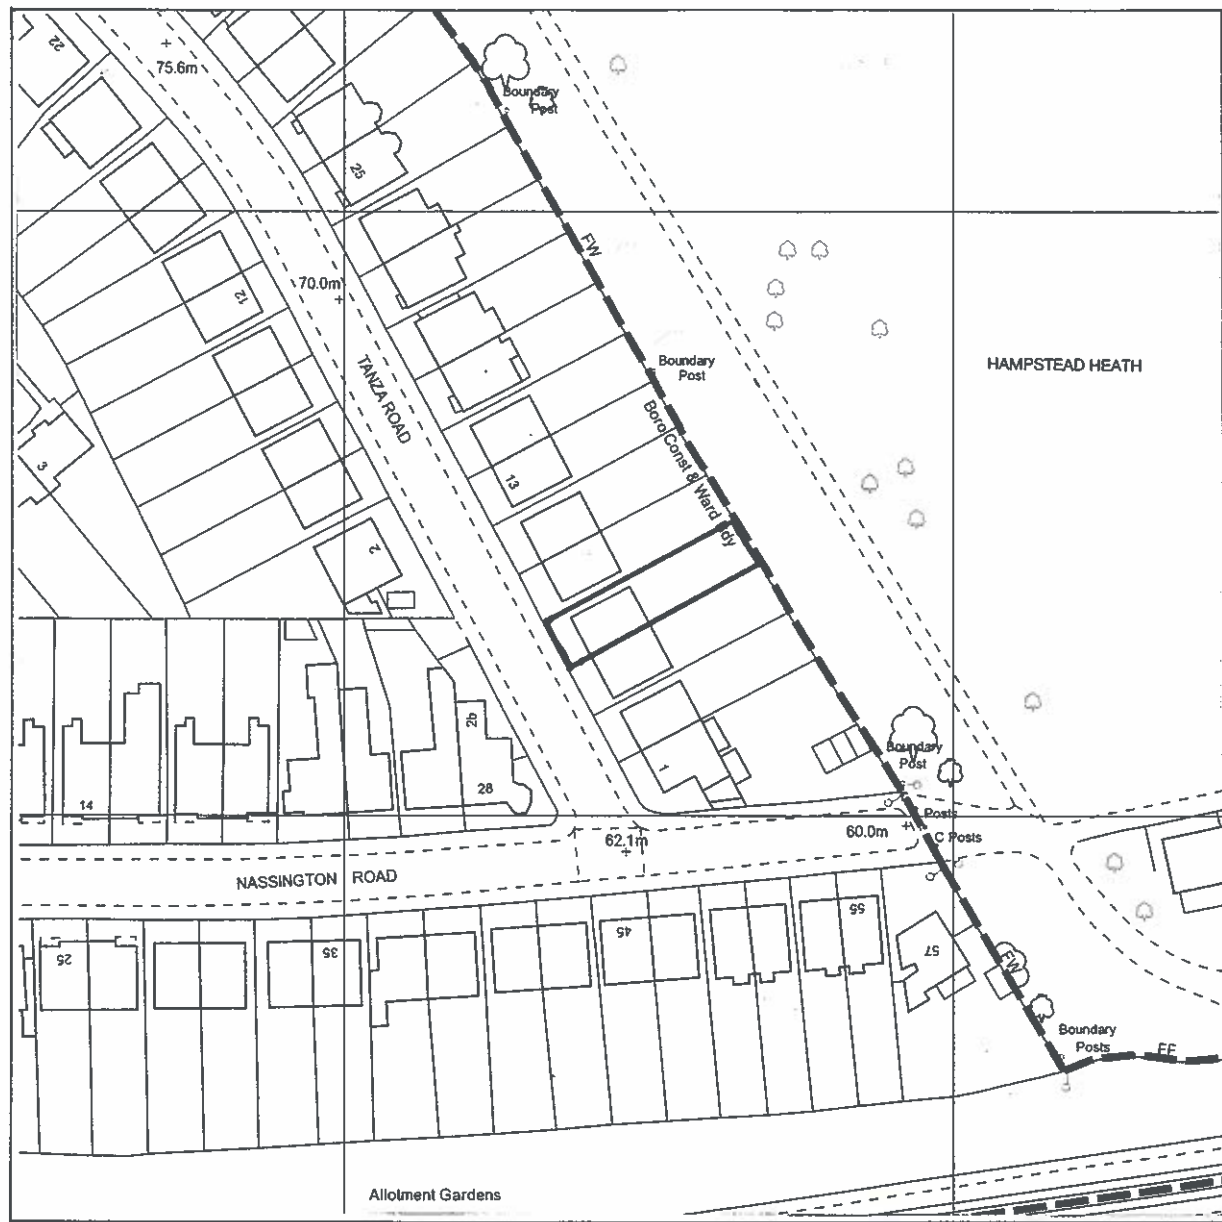 22
75.6m
Boundary
Post
25
FW
70.0m
12
TANZA ROAD
Boundary
Post
HAMPSTEAD HEATH
3
Boro Const & Ward Bdy
13
2
2b
1
Boundary
Post
14
28
Posts
60.0m
C Posts
62.1m
NASSINGTON ROAD
25
35
45
55
57
FW
Boundary
Posts
FF
Allotment Gardens